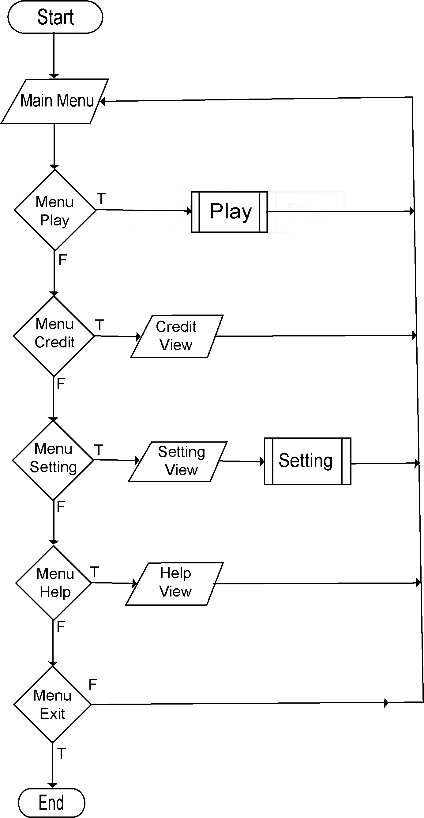 Start
Main Menu
Menu
Play
T
Play
F
Menu
Credit
T
Credit
View
F
Menu
Setting
T
Setting
View
Setting
F
Menu
Help
T
Help
View
F
Menu
Exit
F
T
End